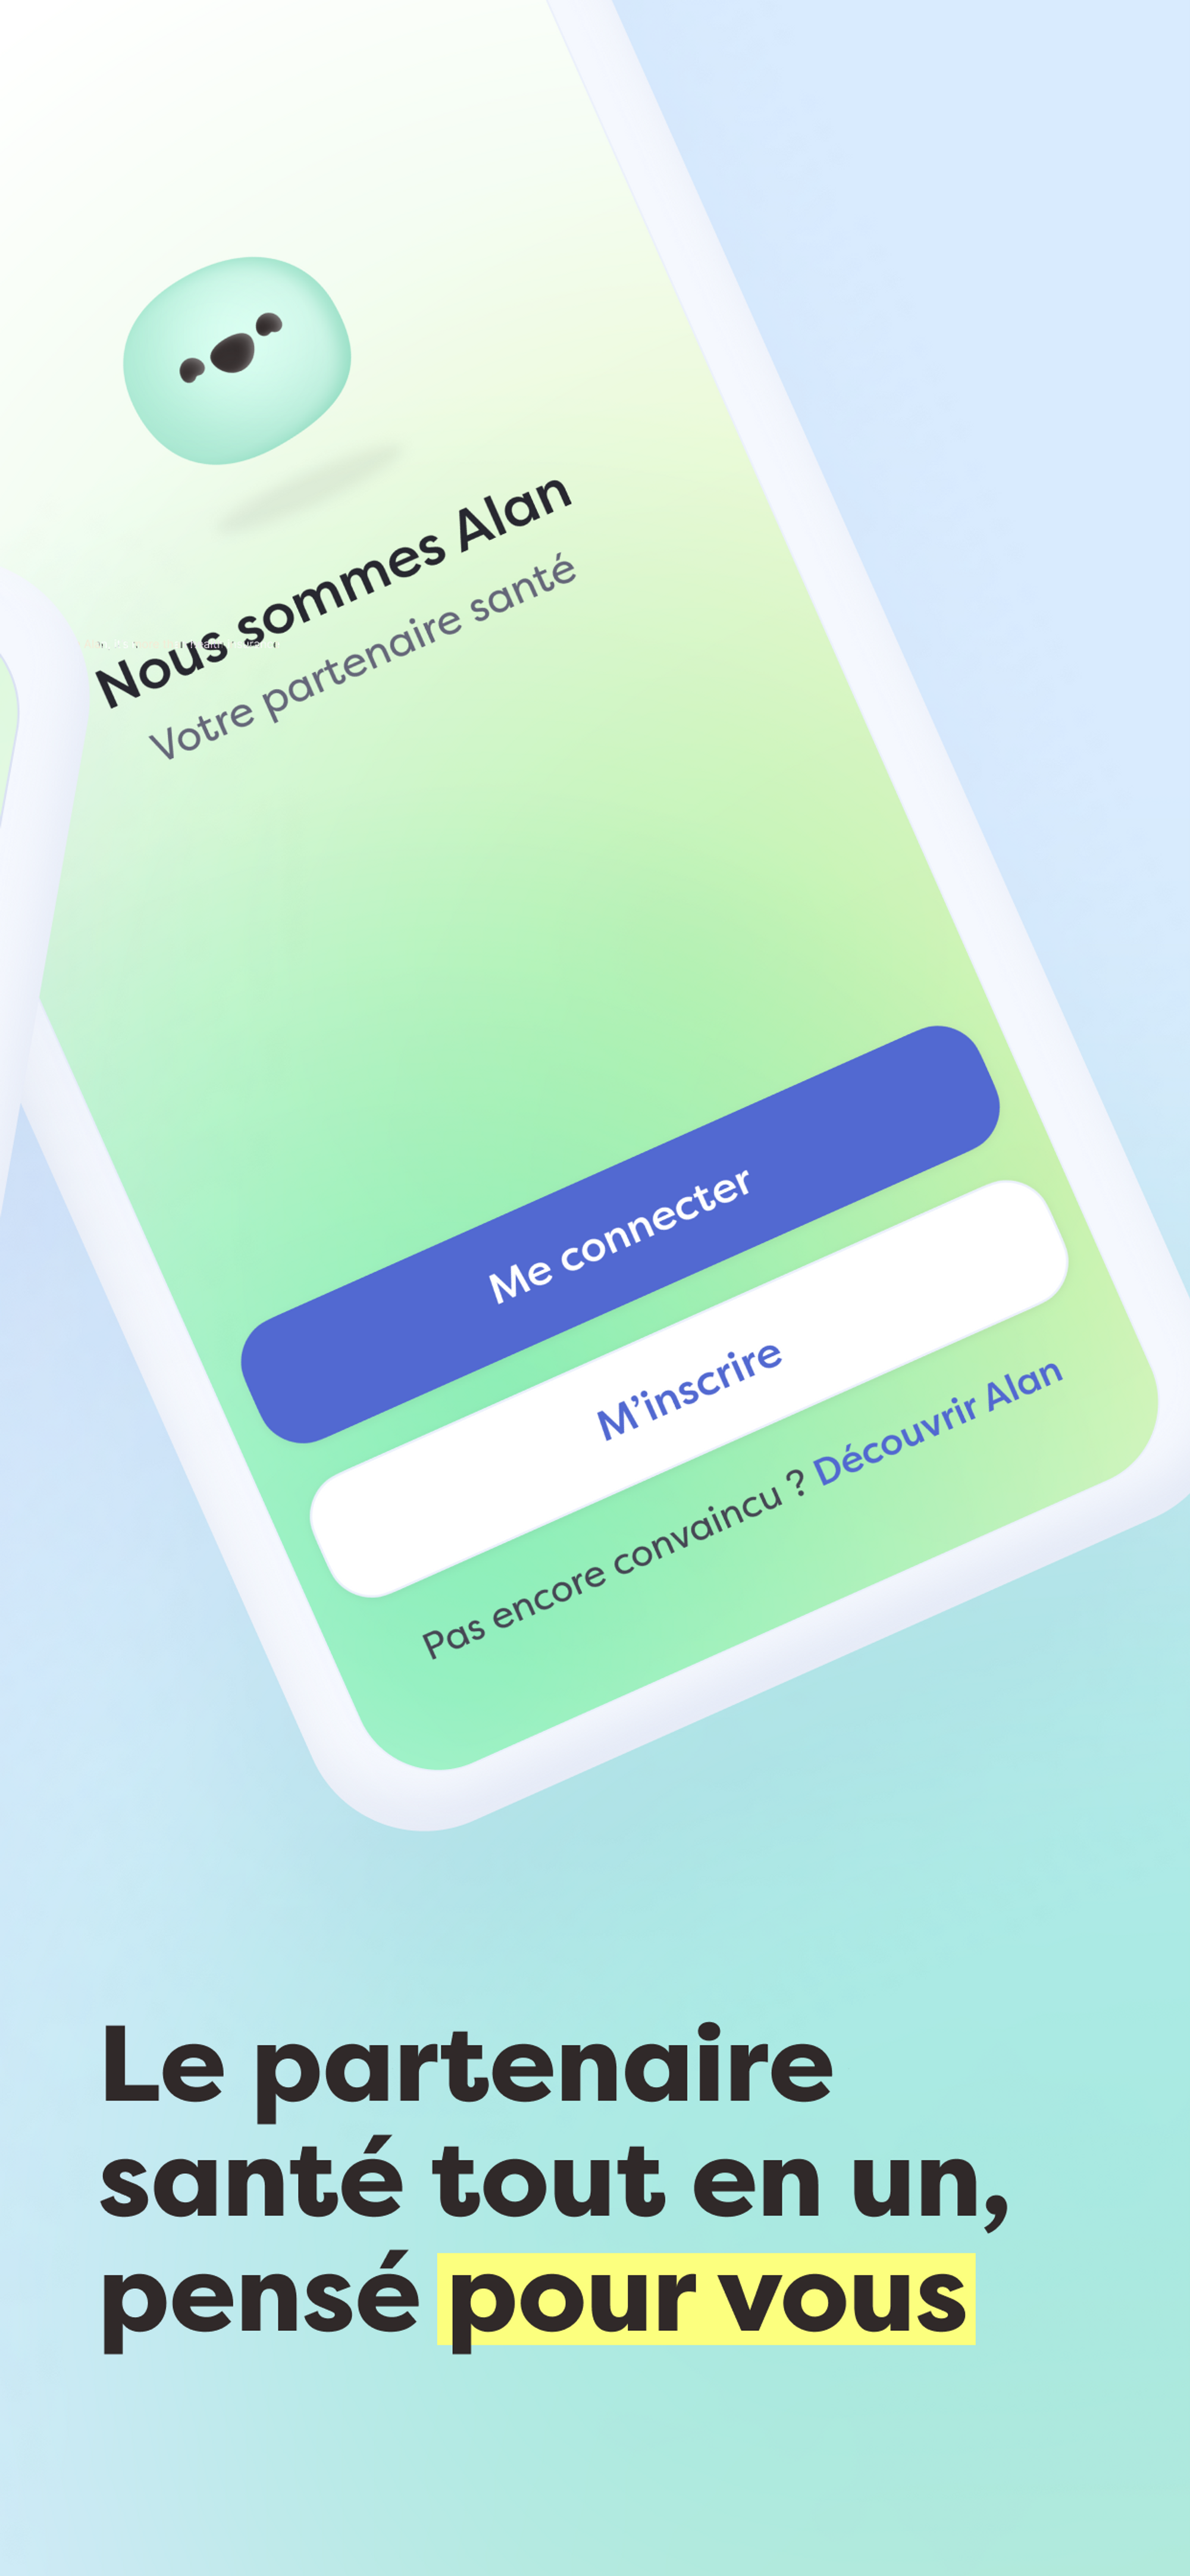 Nous sommes Alan
Votre partenaire santé
Me connecter
M’inscrire
Pas encore convaincu ? Découvrir Alan
Le partenaire
santé tout en un,
pensé pour vous